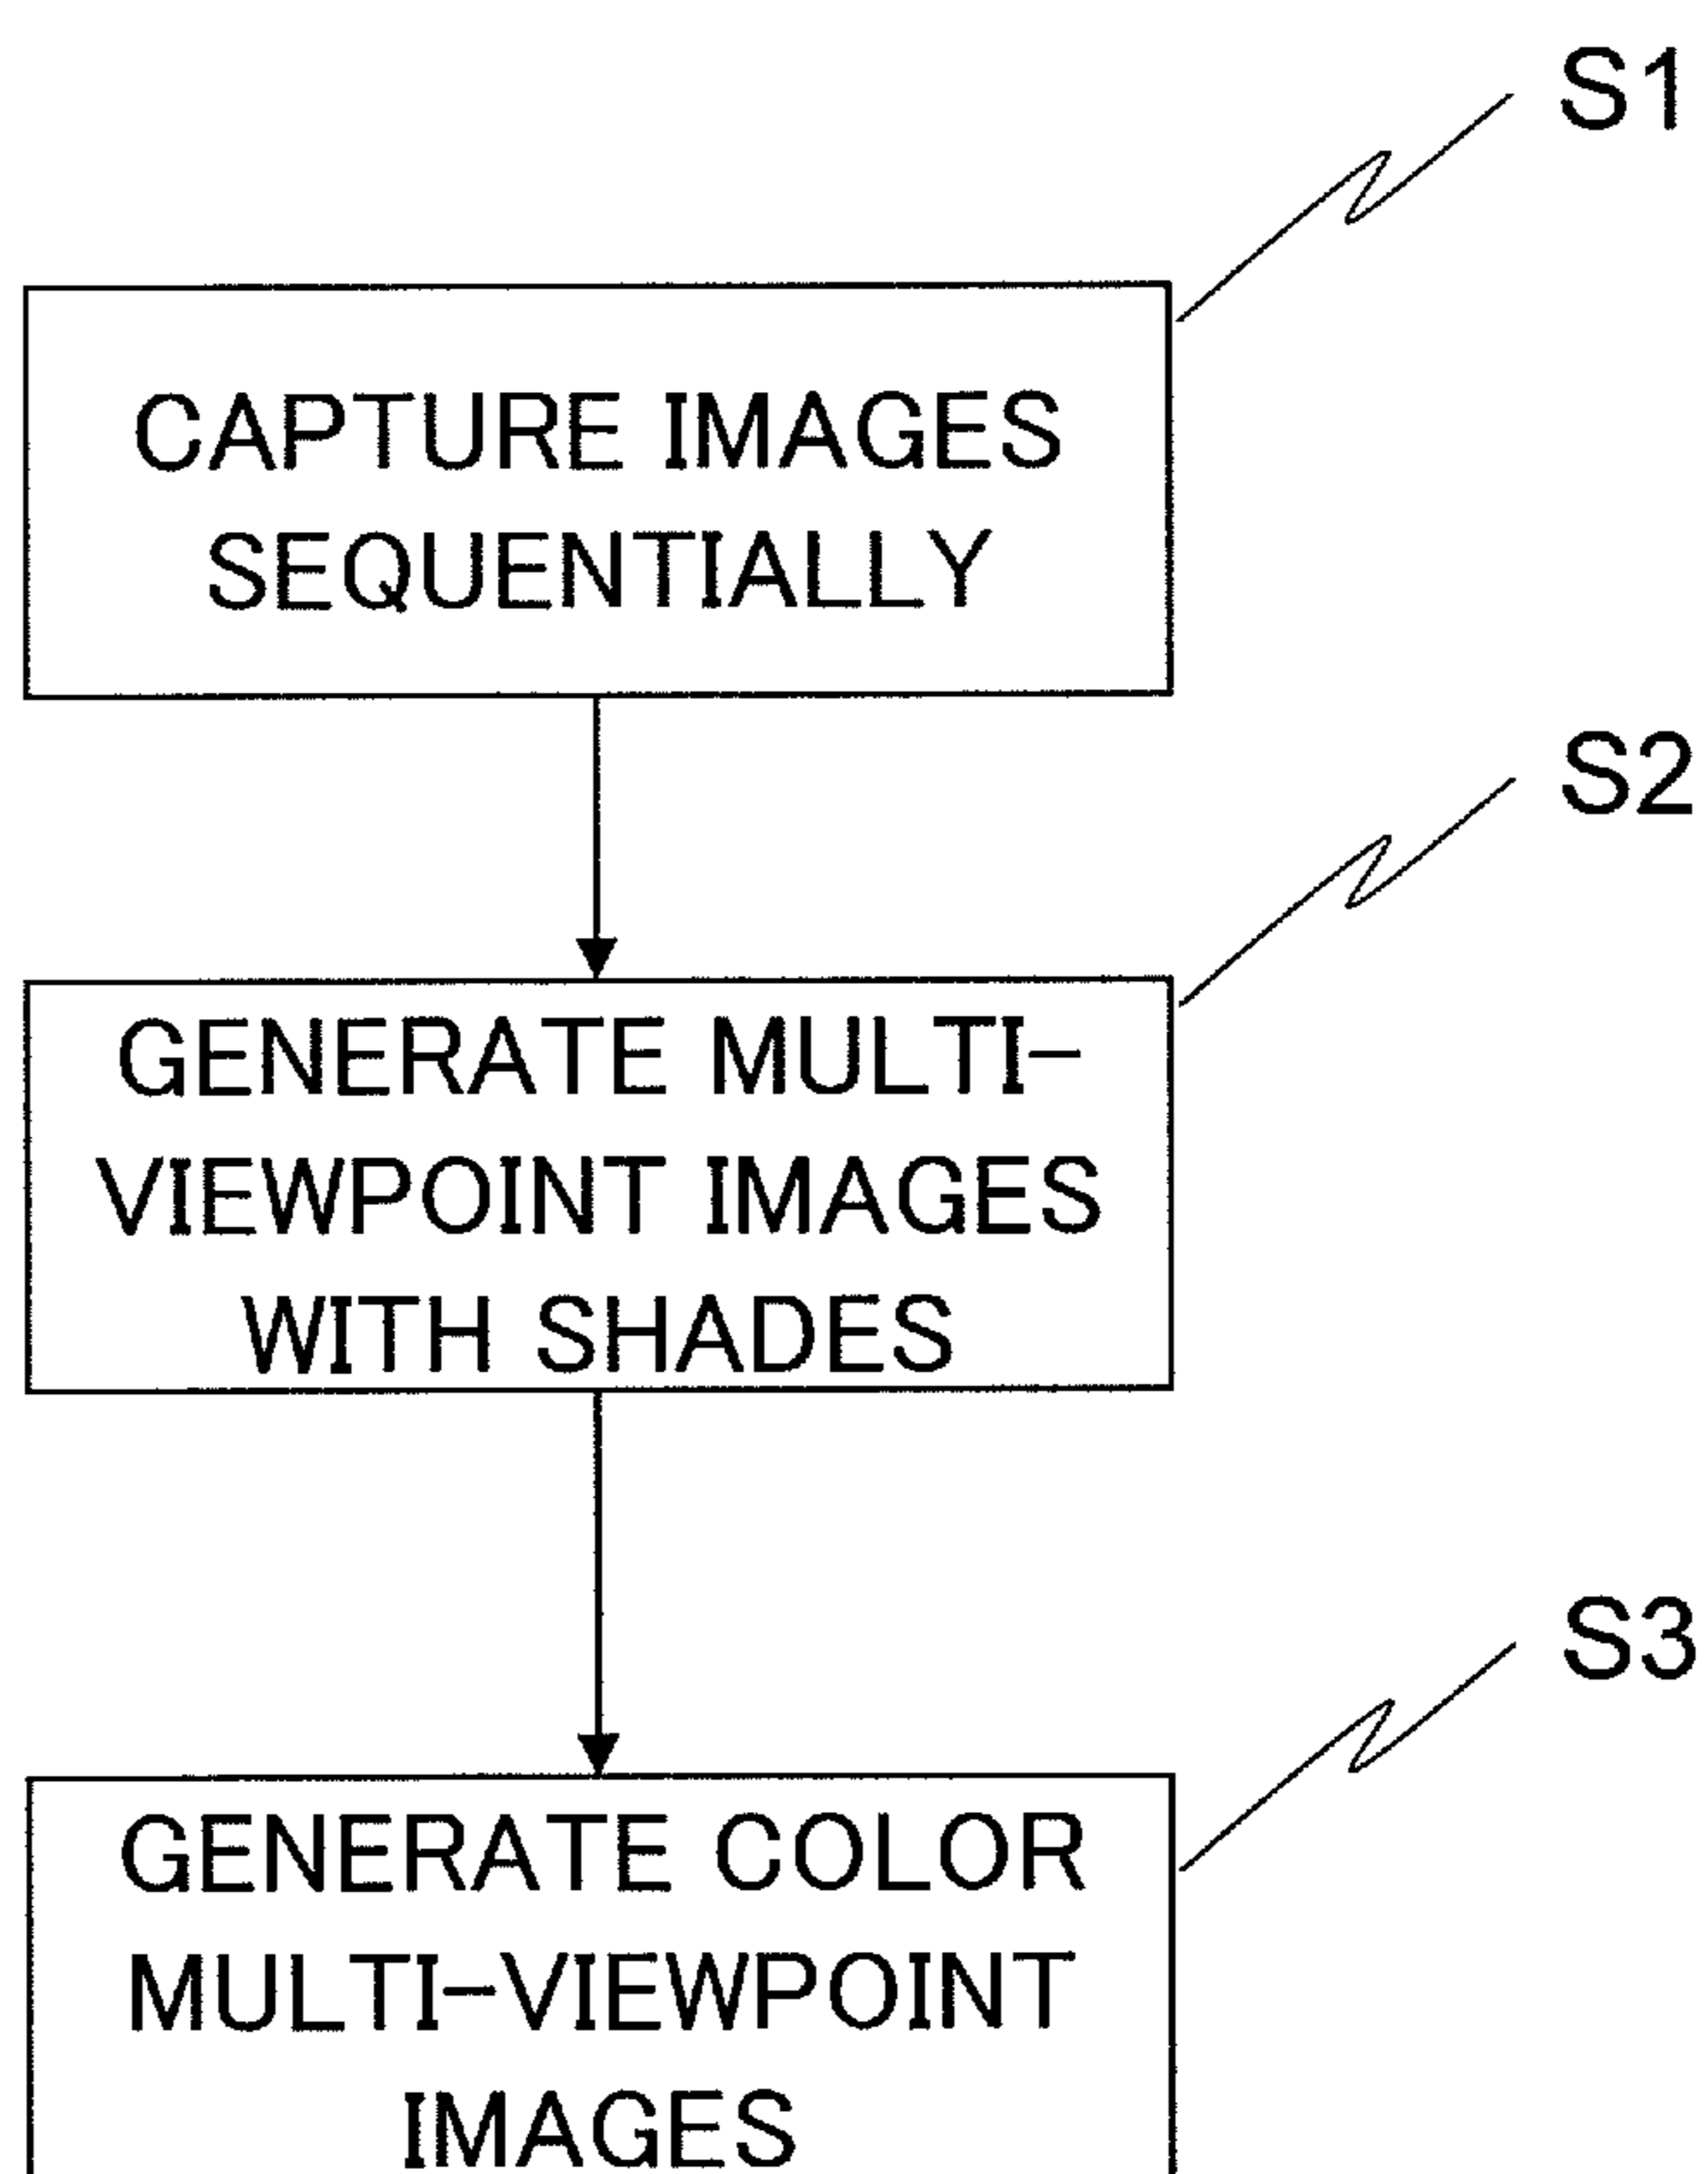 S1
CAPTURE IMAGES
SEQUENTIALLY
S2
GENERATE MULTI-
VIEWPOINT IMAGES
WITH SHADES
S3
GENERATE COLOR
MULTI-VIEWPOINT
IMAGES